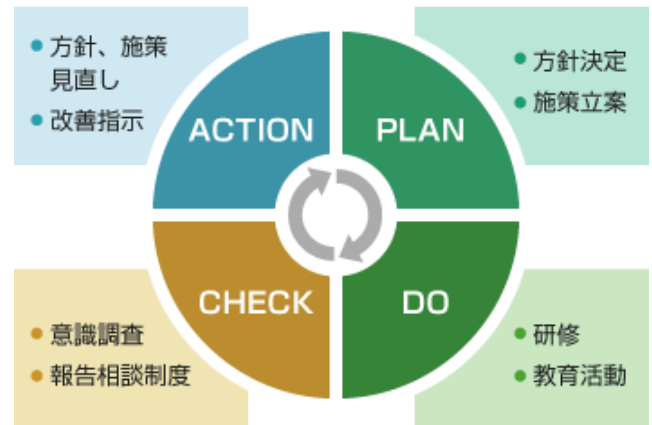 方針、施策
見直し
改善指示
ACTION
PLAN
方針決定
施策立案
CHECK
DO
意識調査
報告相談制度
研修
教育活動